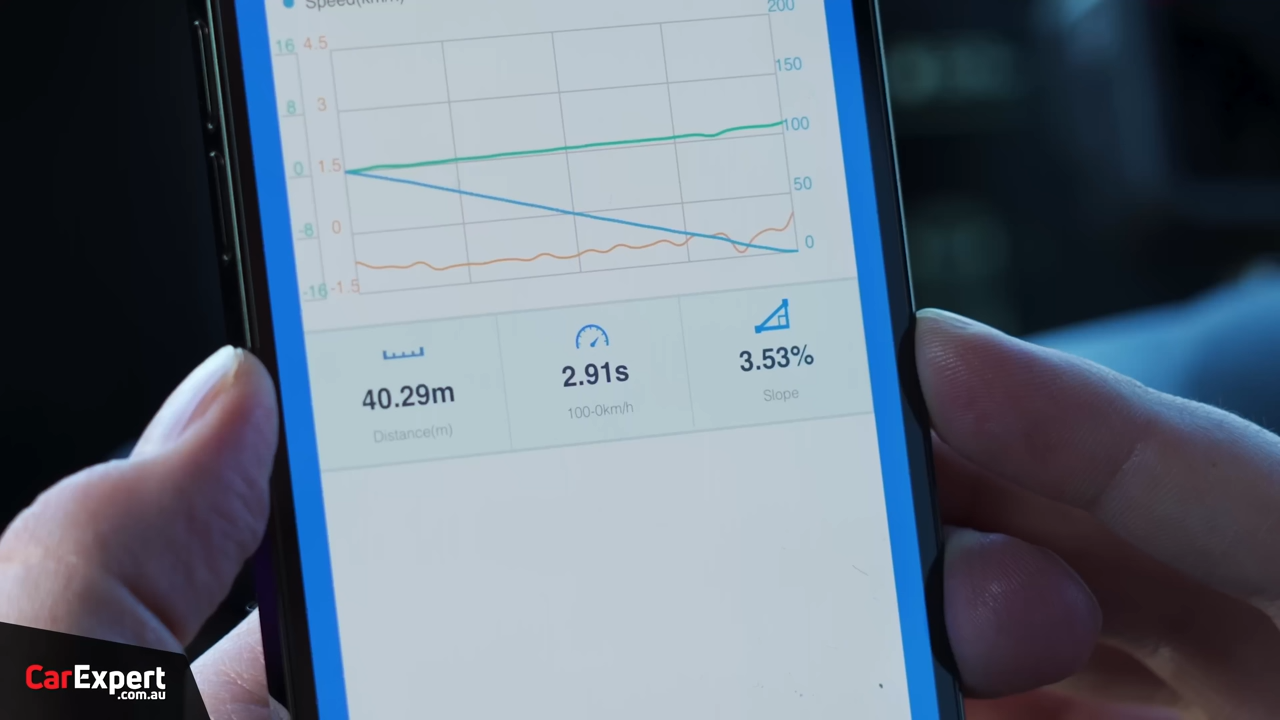 Speed(km/h)
200
16 4.5
150
8 3
100
0 1.5
50
-8 0
0
-16 -1.5
40.29m
2.91s
3.53%
Distance(m)
100-0km/h
Slope
CarExpert
.com.au